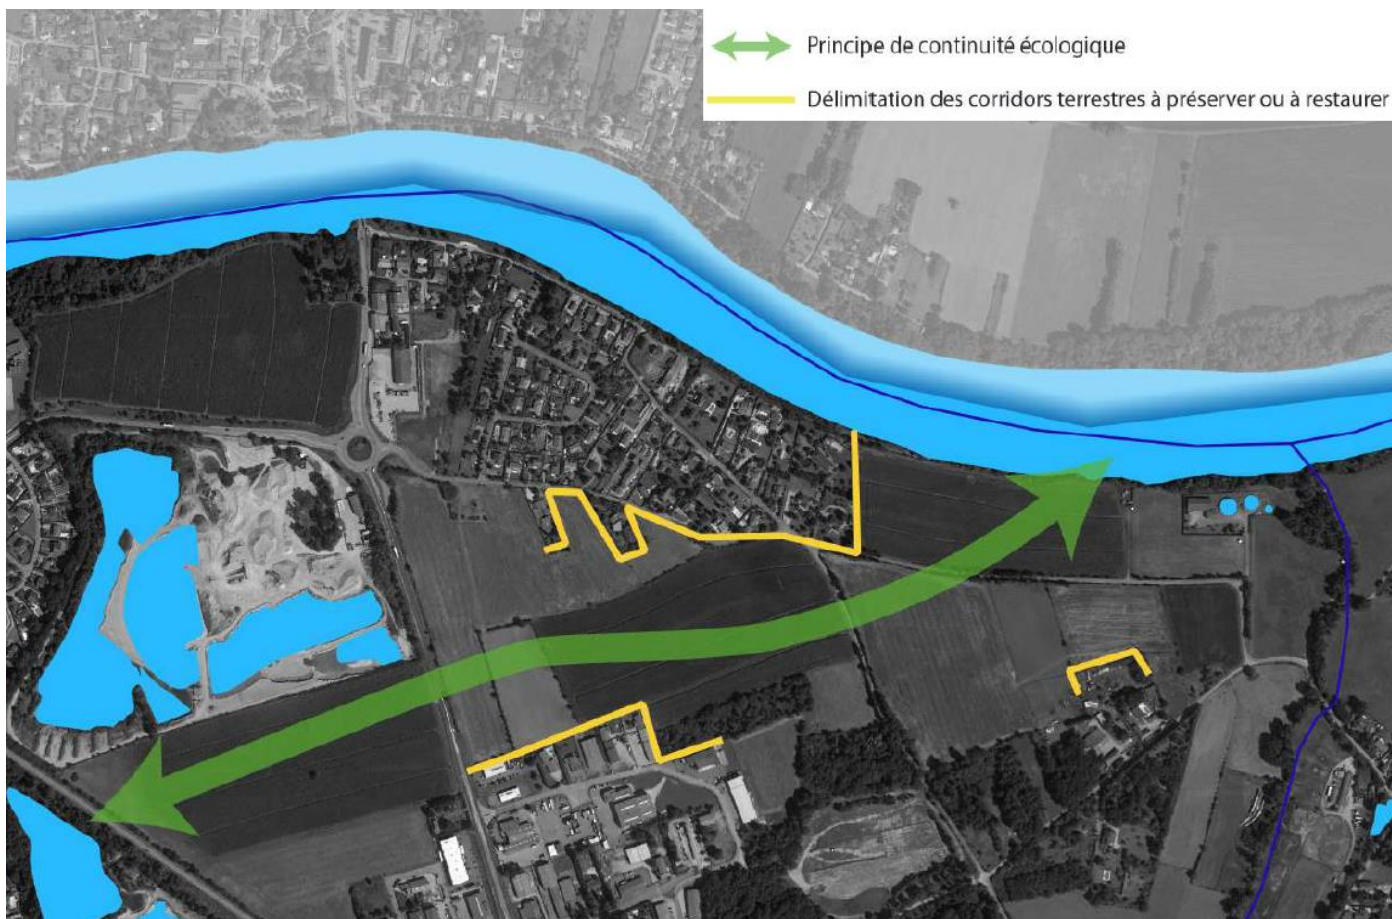 Principe de continuité écologique
Délimitation des corridors terrestres à préserver ou à restaurer